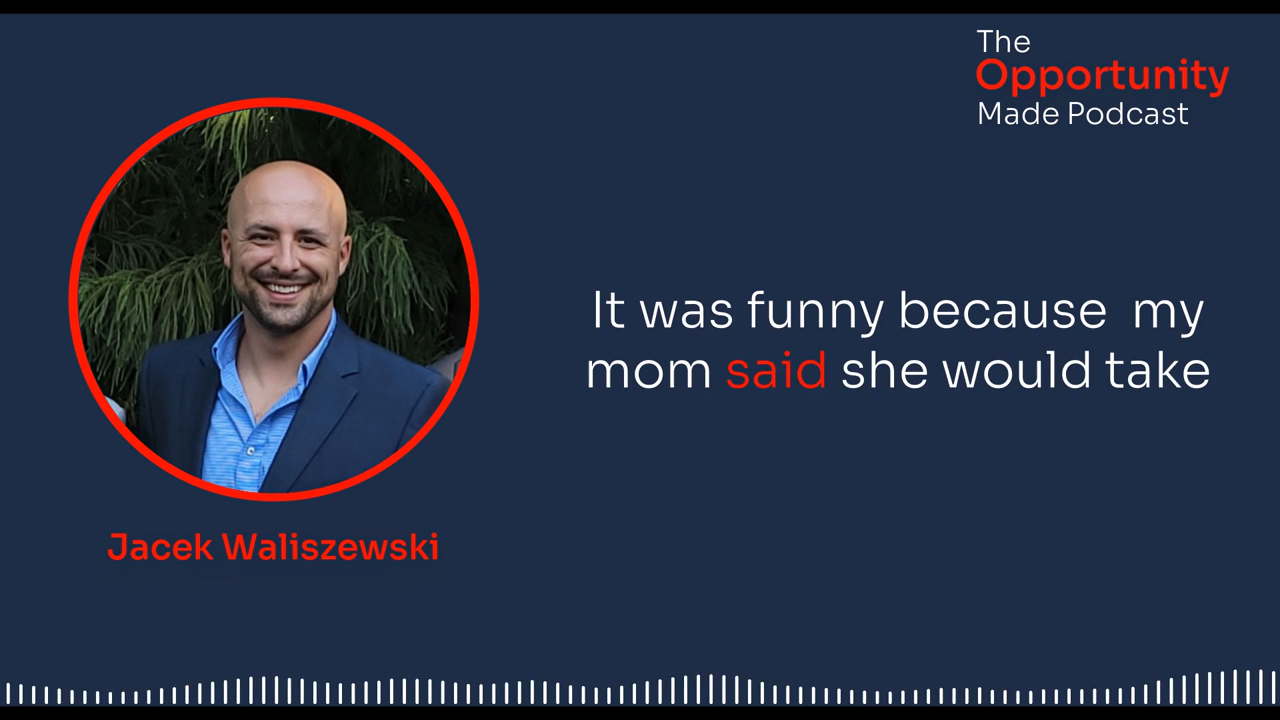 The
Opportunity
Made Podcast
It was funny because my
mom said she would take
Jacek Waliszewski